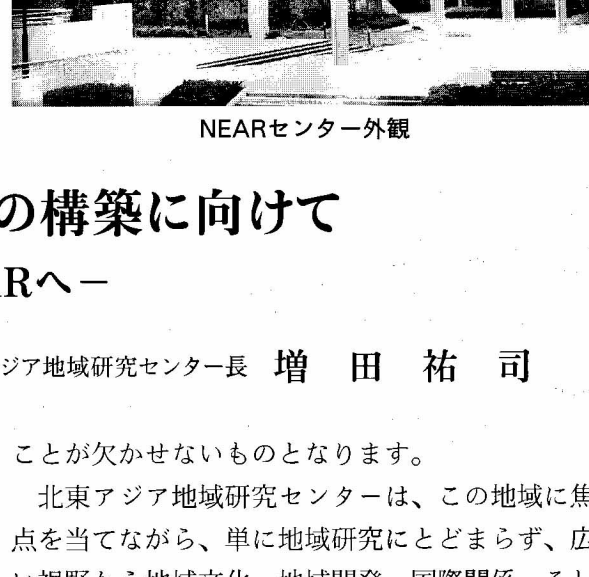 NEARセンター外観
の構築に向けて
Rへ－
ジア地域研究センター長 増田祐司
ことが欠かせないものとなります。
北東アジア地域研究センターは、この地域に焦
点を当てながら、単に地域研究にとどまらず、広